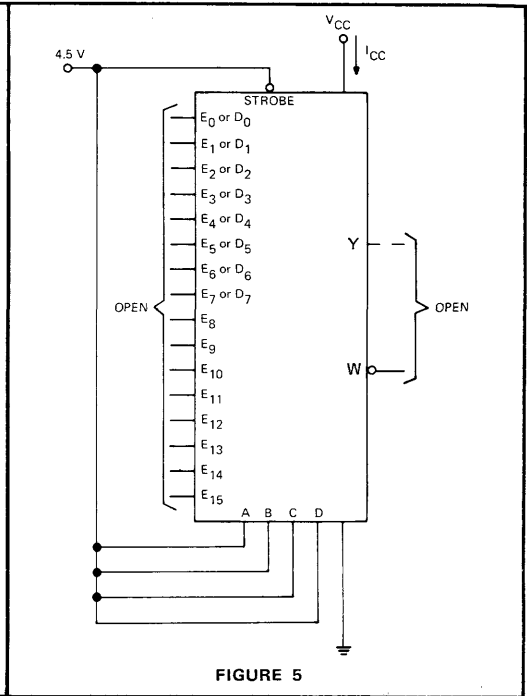 V_CC
I_CC
4.5 V
STROBE
E_0 or D_0
E_1 or D_1
E_2 or D_2
E_3 or D_3
E_4 or D_4
E_5 or D_5
E_6 or D_6
E_7 or D_7
E_8
E_9
E_10
E_11
E_12
E_13
E_14
E_15
OPEN
Y
W
OPEN
A B C D
FIGURE 5